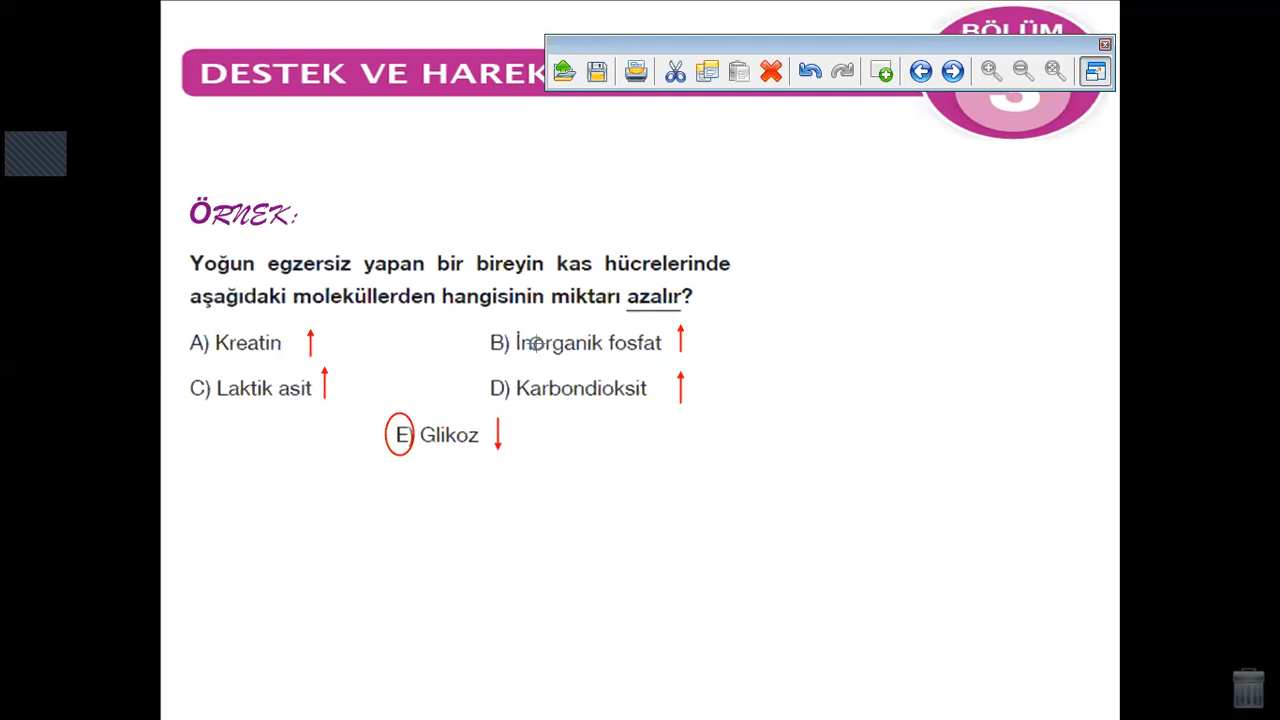 BÖLÜM
DESTEK VE HAREK
3
ÖRNEK:
Yoğun egzersiz yapan bir bireyin kas hücrelerinde
aşağıdaki moleküllerden hangisinin miktarı azalır?
A) Kreatin
B) İnorganik fosfat
C) Laktik asit
D) Karbondioksit
E) Glikoz